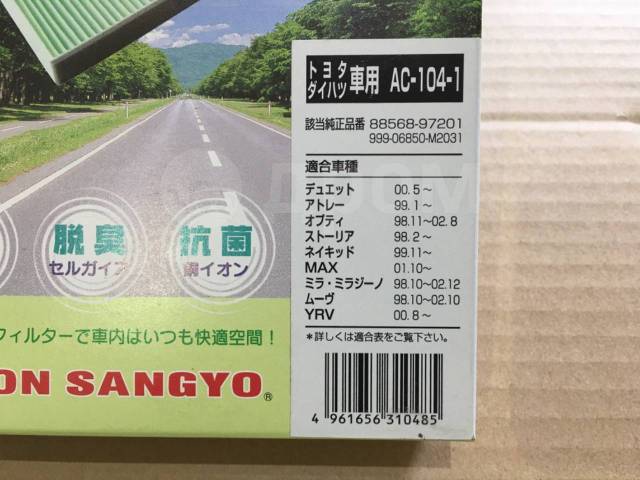 トヨタ
ダイハツ 車用 AC-104-1
該当純正品番 88568-97201
999-06850-M2031
適合車種
デュエット 00.5~
アトレー 99.1~
オプティ 98.11~02.8
ストーリア 98.2~
ネイキッド 99.11~
MAX 01.10~
ミラ・ミラジーノ 98.10~02.12
ムーヴ 98.10~02.10
YRV 00.8~
*詳しくは適合表をご覧下さい。
4 961656 310485
脱臭
セルガイア
抗菌
銅イオン
フィルターで車内はいつも快適空間!
ON SANGYO®